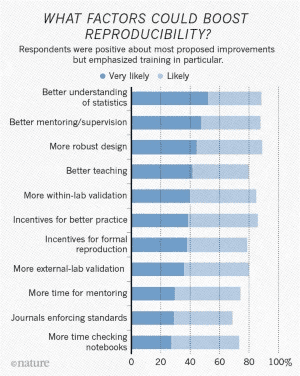 WHAT FACTORS COULD BOOST
REPRODUCIBILITY?
Respondents were positive about most proposed improvements
but emphasized training in particular.
Very likely Likely
Better understanding
of statistics
Better mentoring/supervision
More robust design
Better teaching
More within-lab validation
Incentives for better practice
Incentives for formal
reproduction
More external-lab validation
More time for mentoring
Journals enforcing standards
More time checking
notebooks
0 20 40 60 80 100%
©nature